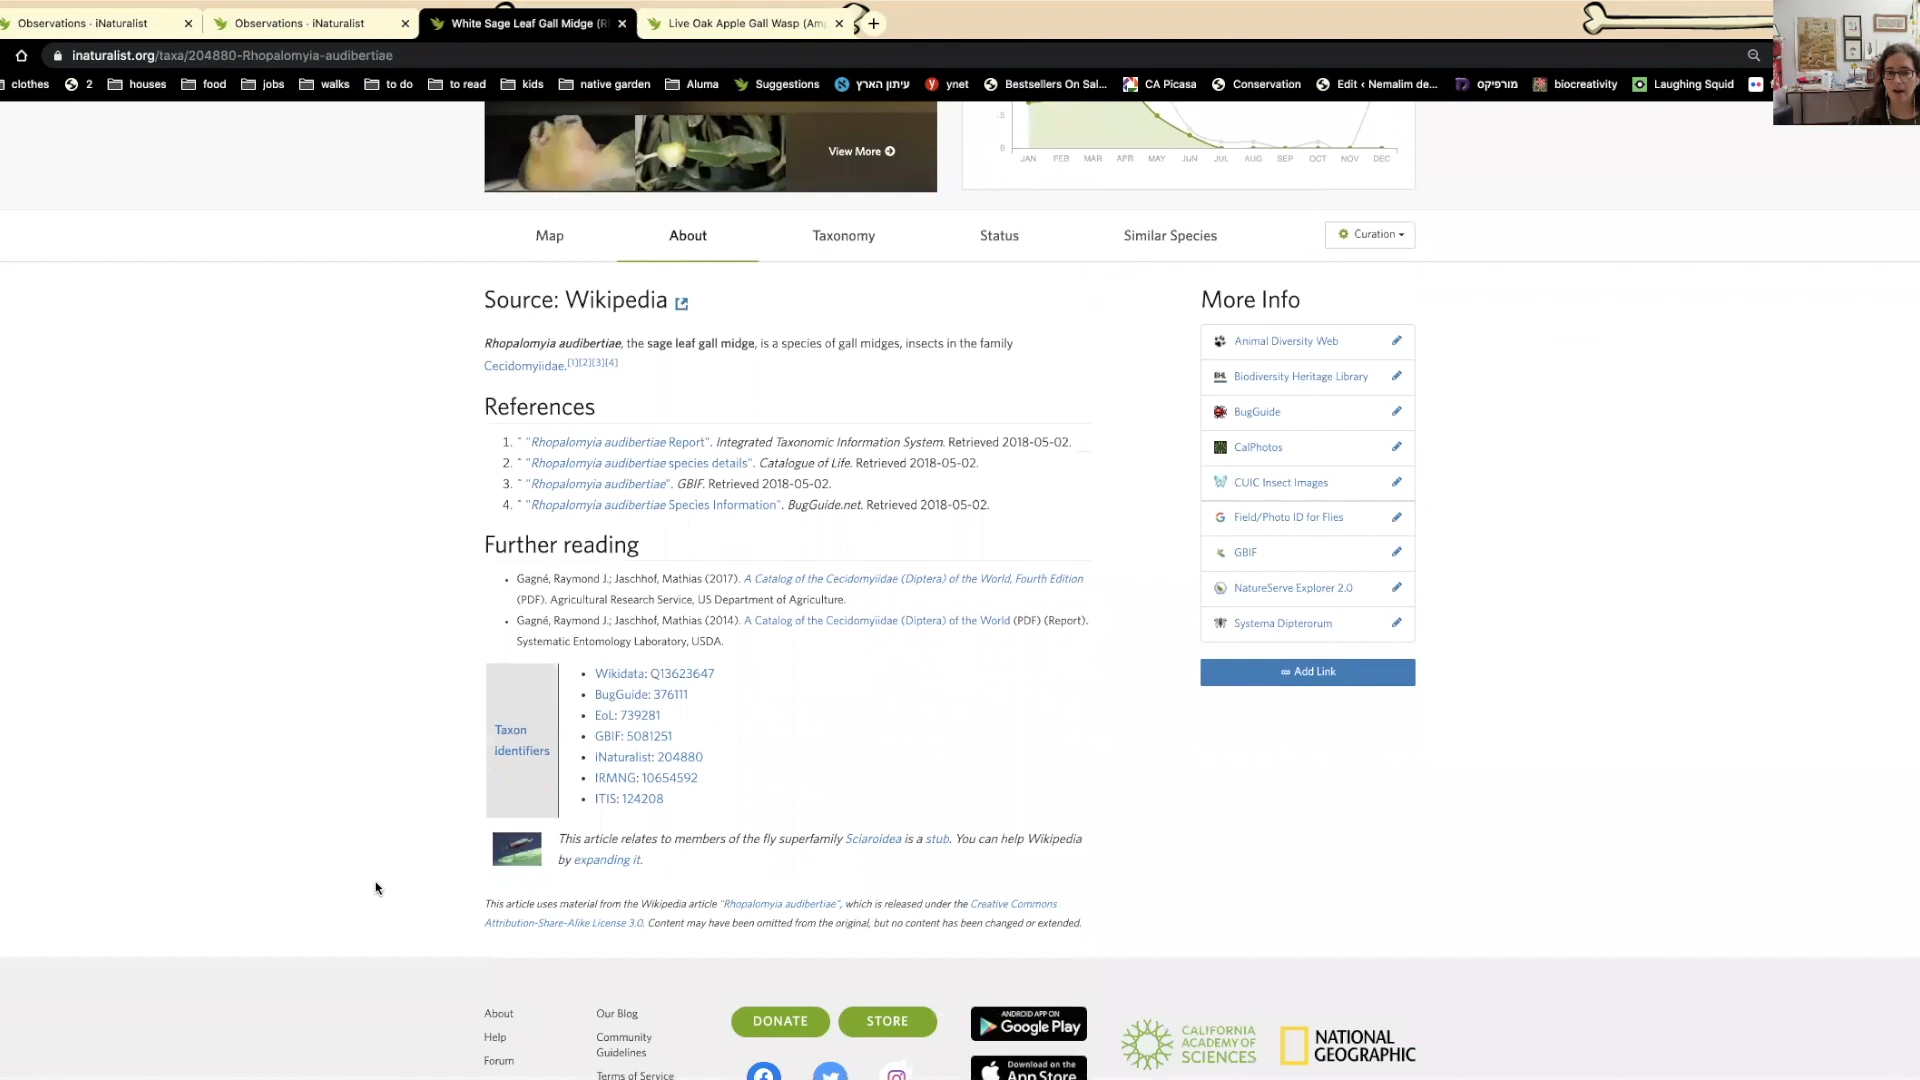 Observations · iNaturalist
Observations · iNaturalist
White Sage Leaf Gall Midge (R
Live Oak Apple Gall Wasp (Am
inaturalist.org/taxa/204880-Rhopalomyia-audibertiae
clothes 2 houses food jobs walks to do to read kids native garden Aluma Suggestions עיתון הארץ ynet Bestsellers On Sal... CA Picasa Conservation Edit < Nemalim de... מורפיקס biocreativity Laughing Squid
View More
.5
0
JAN FEB MAR APR MAY JUN JUL AUG SEP OCT NOV DEC
Map About Taxonomy Status Similar Species Curation
Source: Wikipedia
Rhopalomyia audibertiae, the sage leaf gall midge, is a species of gall midges, insects in the family
Cecidomyiidae.[1][2][3][4]
References
1. ^ "Rhopalomyia audibertiae Report". Integrated Taxonomic Information System. Retrieved 2018-05-02.
2. ^ "Rhopalomyia audibertiae species details". Catalogue of Life. Retrieved 2018-05-02.
3. ^ "Rhopalomyia audibertiae". GBIF. Retrieved 2018-05-02.
4. ^ "Rhopalomyia audibertiae Species Information". BugGuide.net. Retrieved 2018-05-02.
Further reading
• Gagné, Raymond J.; Jaschhof, Mathias (2017). A Catalog of the Cecidomyiidae (Diptera) of the World, Fourth Edition
(PDF). Agricultural Research Service, US Department of Agriculture.
• Gagné, Raymond J.; Jaschhof, Mathias (2014). A Catalog of the Cecidomyiidae (Diptera) of the World (PDF) (Report).
Systematic Entomology Laboratory, USDA.
Taxon
identifiers
• Wikidata: Q13623647
• BugGuide: 376111
• EoL: 739281
• GBIF: 5081251
• iNaturalist: 204880
• IRMNG: 10654592
• ITIS: 124208
This article relates to members of the fly superfamily Sciaroidea is a stub. You can help Wikipedia
by expanding it.
This article uses material from the Wikipedia article "Rhopalomyia audibertiae", which is released under the Creative Commons
Attribution-Share-Alike License 3.0. Content may have been omitted from the original, but no content has been changed or extended.
More Info
Animal Diversity Web
BHL Biodiversity Heritage Library
BugGuide
CalPhotos
CUIC Insect Images
Field/Photo ID for Flies
GBIF
NatureServe Explorer 2.0
Systema Dipterorum
Add Link
About
Help
Forum
Our Blog
Community
Guidelines
Terms of Service
DONATE
STORE
ANDROID APP ON
Google Play
Download on the
App Store
CALIFORNIA
ACADEMY OF
SCIENCES
NATIONAL
GEOGRAPHIC